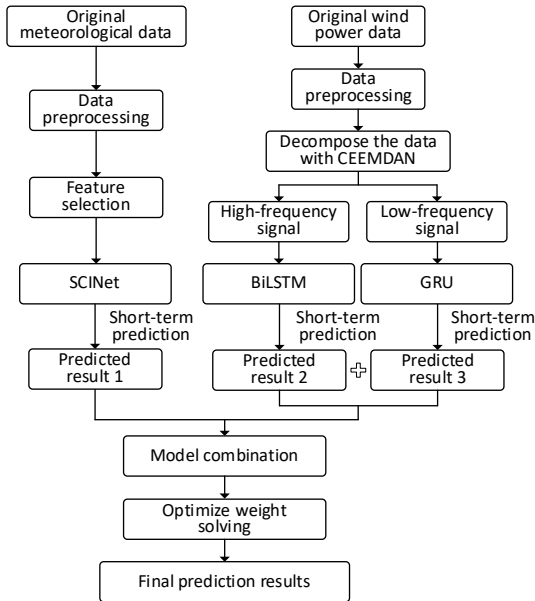 Original
meteorological data
Original wind
power data
Data
preprocessing
Data
preprocessing
Decompose the data
with CEEMDAN
Feature
selection
High-frequency
signal
Low-frequency
signal
SCINet
BiLSTM
GRU
Short-term
prediction
Short-term
prediction
Short-term
prediction
Predicted
result 1
Predicted
result 2
Predicted
result 3
Model combination
Optimize weight
solving
Final prediction results